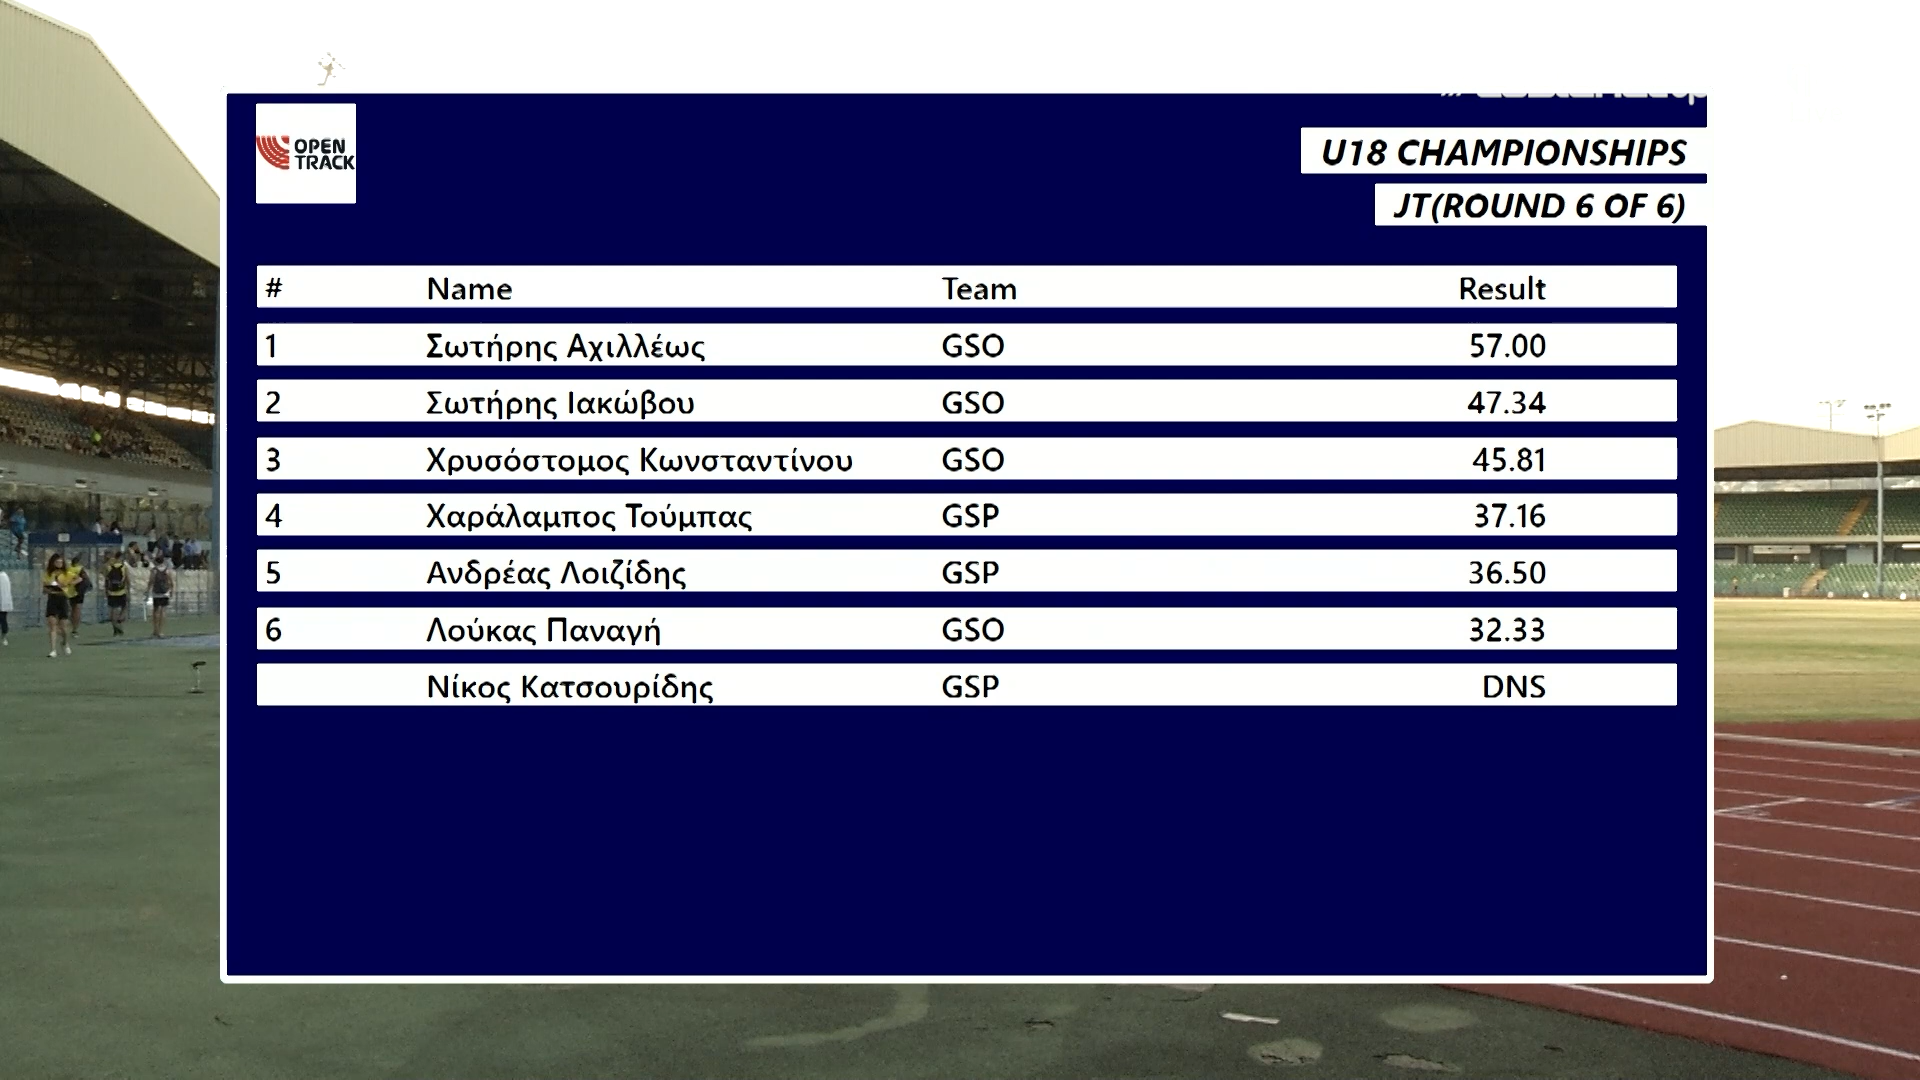 OPEN
TRACK
U18 CHAMPIONSHIPS
JT(ROUND 6 OF 6)
# Name Team Result
1 Σωτήρης Αχιλλέως GSO 57.00
2 Σωτήρης Ιακώβου GSO 47.34
3 Χρυσόστομος Κωνσταντίνου GSO 45.81
4 Χαράλαμπος Τούμπας GSP 37.16
5 Ανδρέας Λοιζίδης GSP 36.50
6 Λούκας Παναγή GSO 32.33
Νίκος Κατσουρίδης GSP DNS